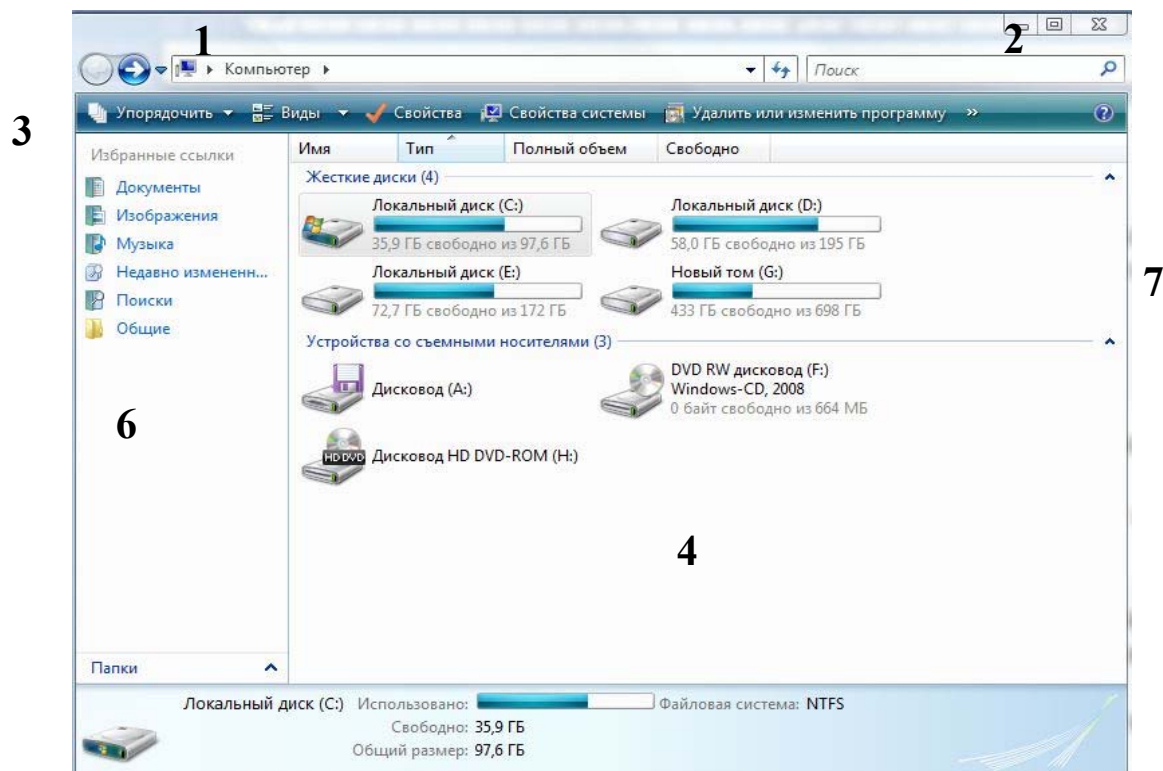 1
2
Компьютер
Поиск
3
Упорядочить Виды Свойства Свойства системы Удалить или изменить программу »
Избранные ссылки
Документы
Изображения
Музыка
Недавно измененн...
Поиски
Общие
6
Папки
Имя Тип Полный объем Свободно
Жесткие диски (4)
Локальный диск (C:)
35,9 ГБ свободно из 97,6 ГБ
Локальный диск (D:)
58,0 ГБ свободно из 195 ГБ
Локальный диск (E:)
72,7 ГБ свободно из 172 ГБ
Новый том (G:)
433 ГБ свободно из 698 ГБ
7
Устройства со съемными носителями (3)
Дисковод (A:)
DVD RW дисковод (F:)
Windows-CD, 2008
0 байт свободно из 664 МБ
HD DVD
Дисковод HD DVD-ROM (H:)
4
Локальный диск (C:) Использовано: Файловая система: NTFS
Свободно: 35,9 ГБ
Общий размер: 97,6 ГБ